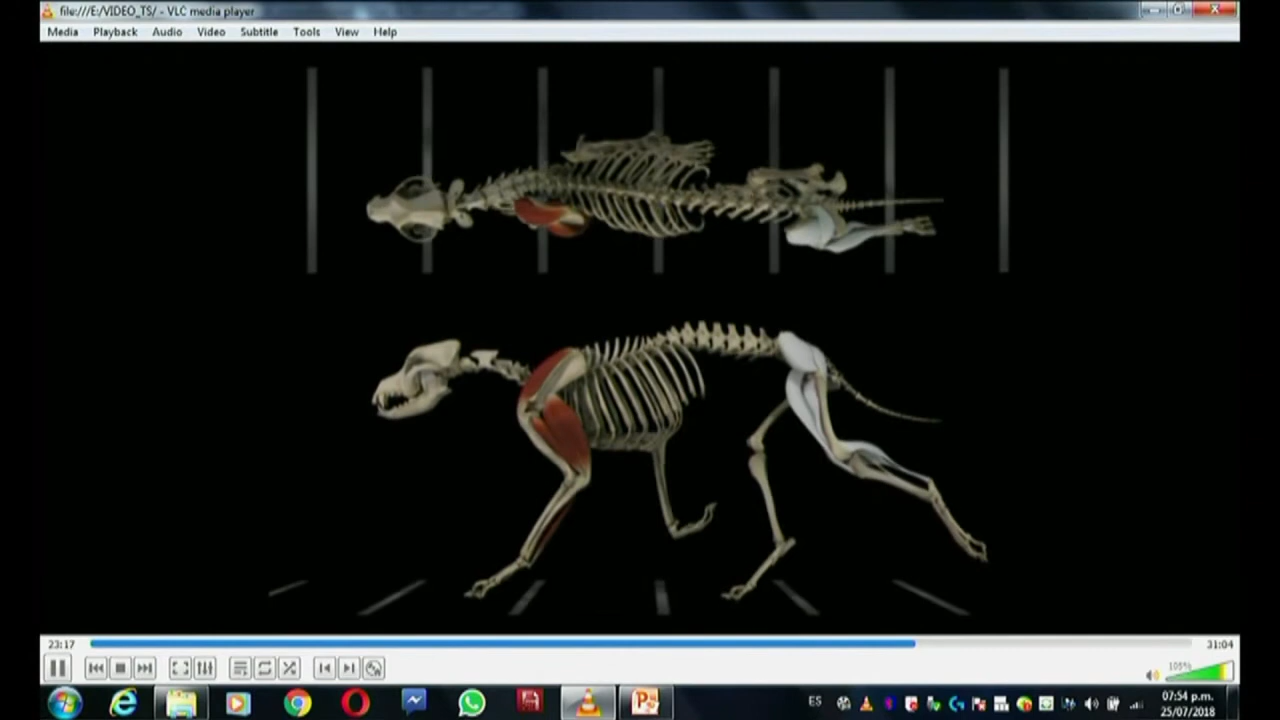 file:///E:/VIDEO_TS/ - VLC media player
Media Playback Audio Video Subtitle Tools View Help
23:17
31:04
105%
ES
07:54 p.m.
25/07/2018